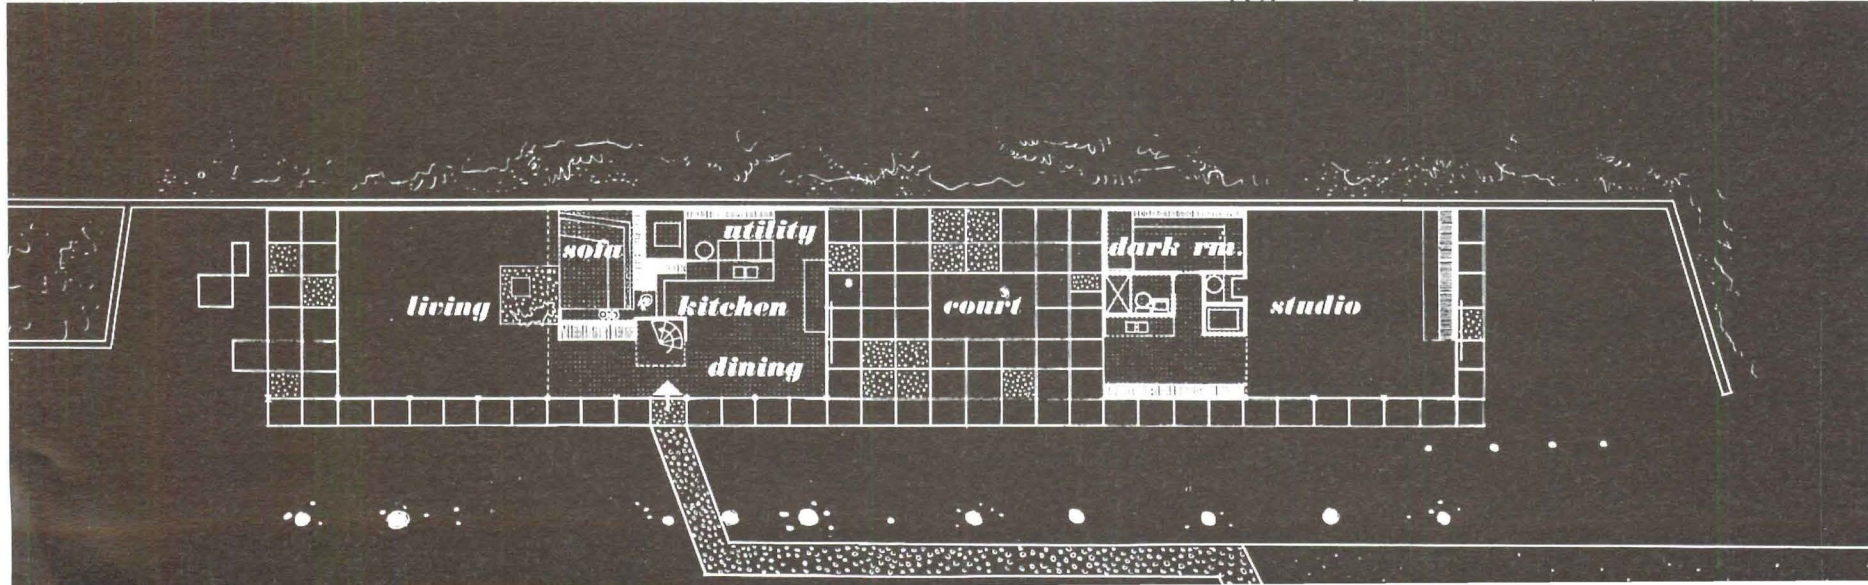 utility
sofa
dark rm.
living
kitchen
court
studio
dining